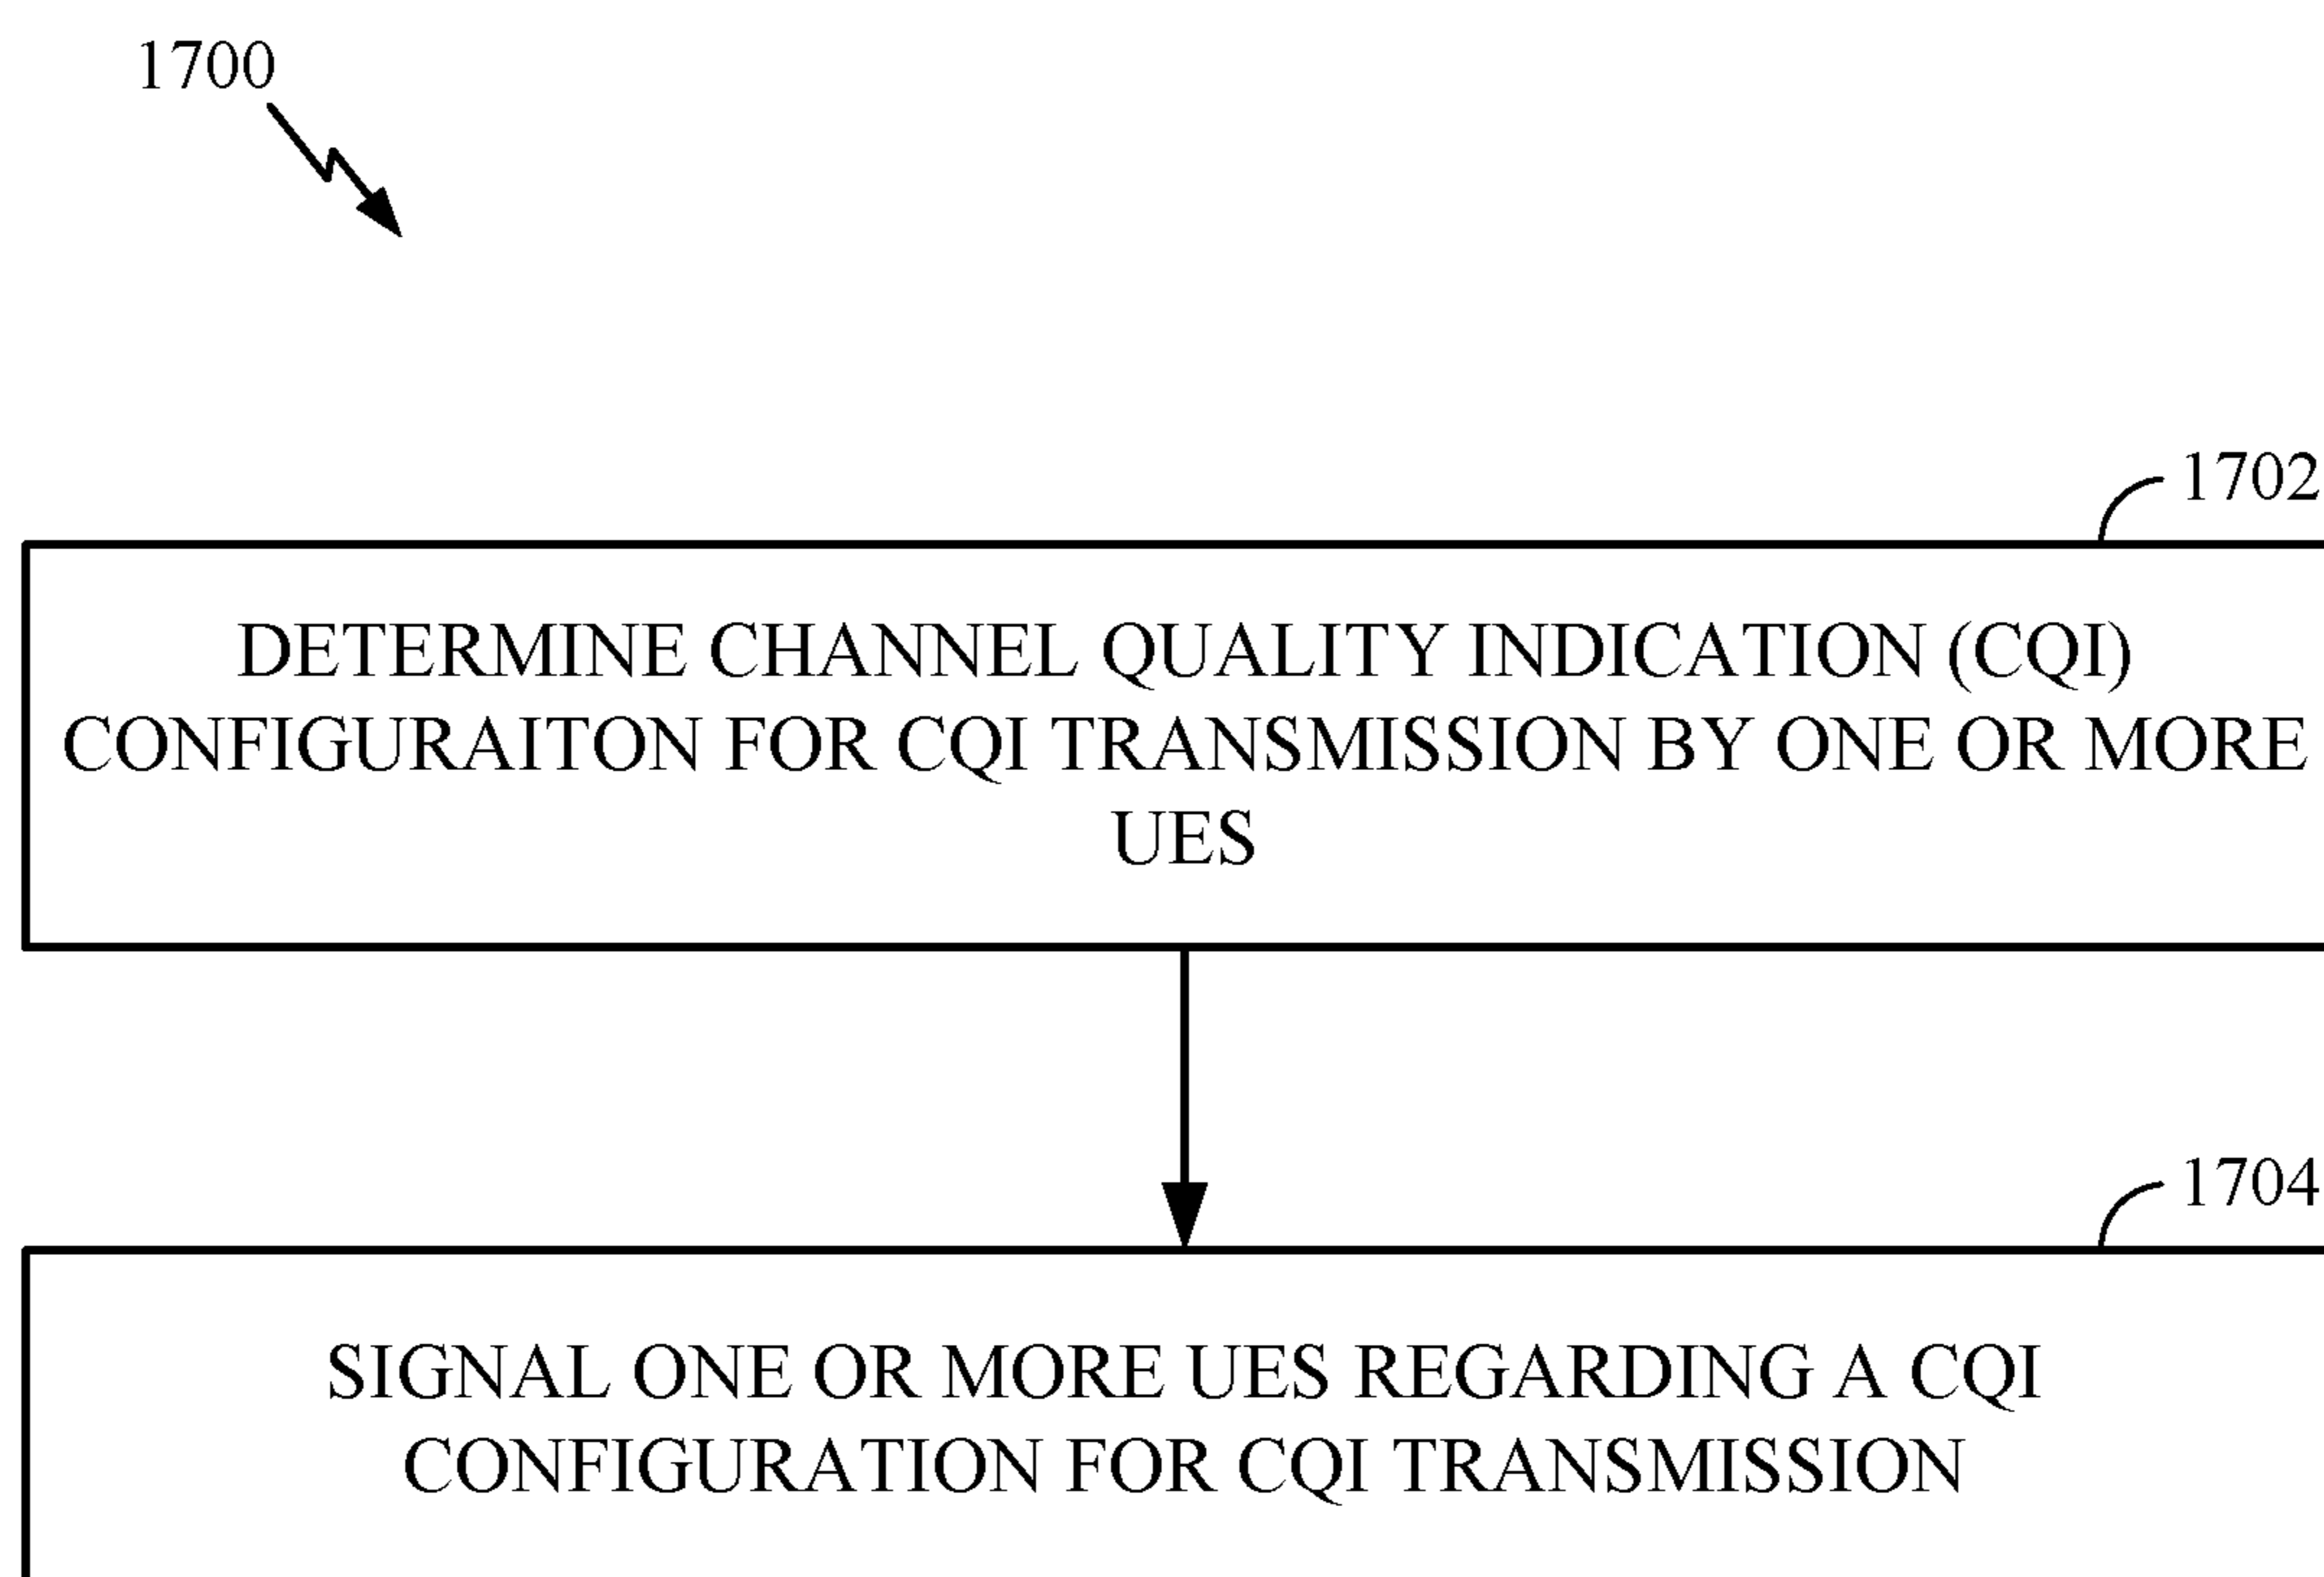 1700
1702
DETERMINE CHANNEL QUALITY INDICATION (CQI)
CONFIGURAITON FOR CQI TRANSMISSION BY ONE OR MORE
UES
1704
SIGNAL ONE OR MORE UES REGARDING A CQI
CONFIGURATION FOR CQI TRANSMISSION